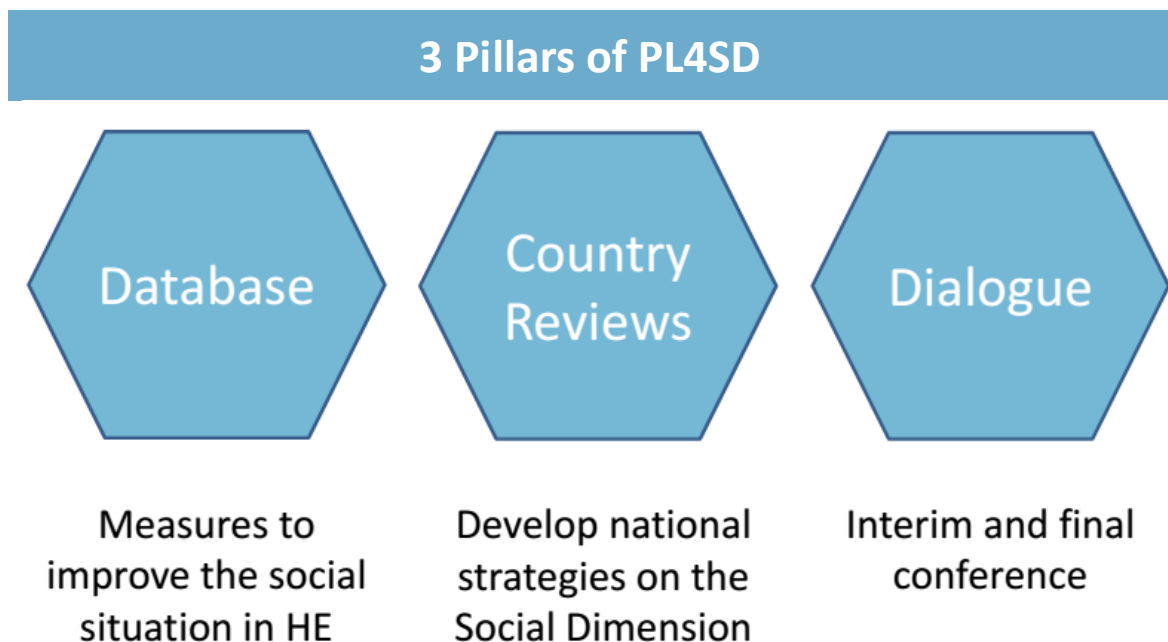 3 Pillars of PL4SD
Database
Country
Reviews
Dialogue
Measures to
improve the social
situation in HE
Develop national
strategies on the
Social Dimension
Interim and final
conference